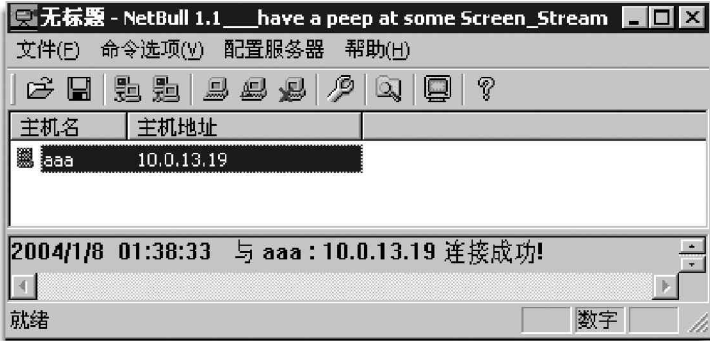 无标题 - NetBull 1.1___have a peep at some Screen_Stream
文件(F) 命令选项(V) 配置服务器 帮助(H)
主机名 主机地址
aaa 10.0.13.19
2004/1/8 01:38:33 与 aaa : 10.0.13.19 连接成功!
就绪 数字